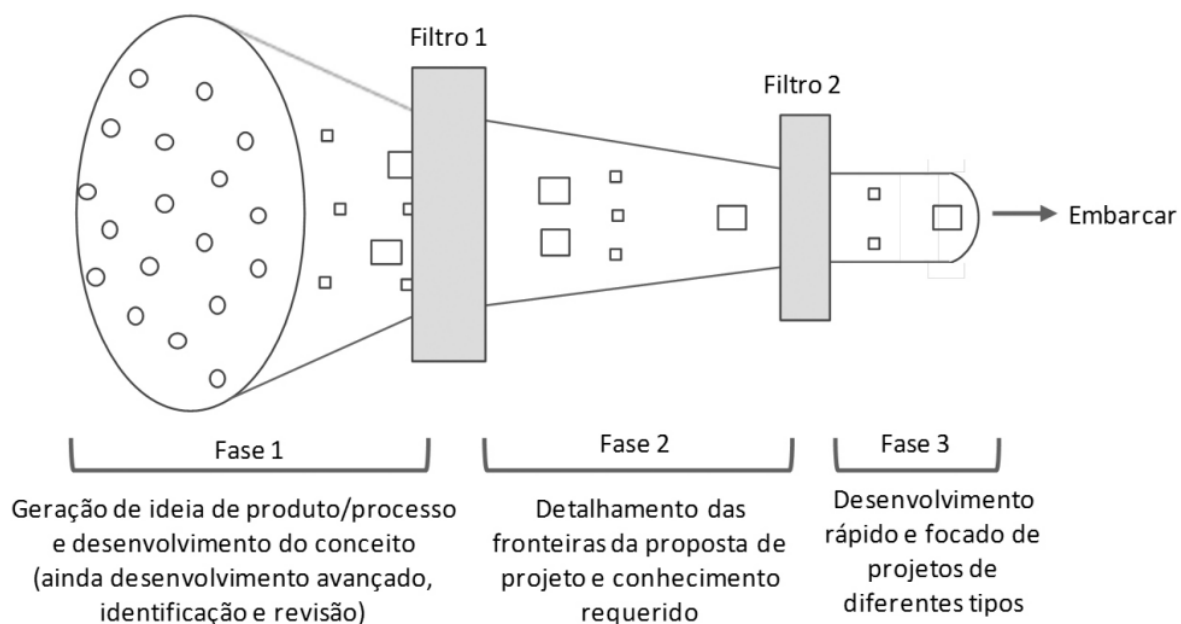 Filtro 1
Filtro 2
Embarcar
Fase 1
Fase 2
Fase 3
Geração de ideia de produto/processo
e desenvolvimento do conceito
(ainda desenvolvimento avançado,
identificação e revisão)
Detalhamento das
fronteiras da proposta de
projeto e conhecimento
requerido
Desenvolvimento
rápido e focado de
projetos de
diferentes tipos